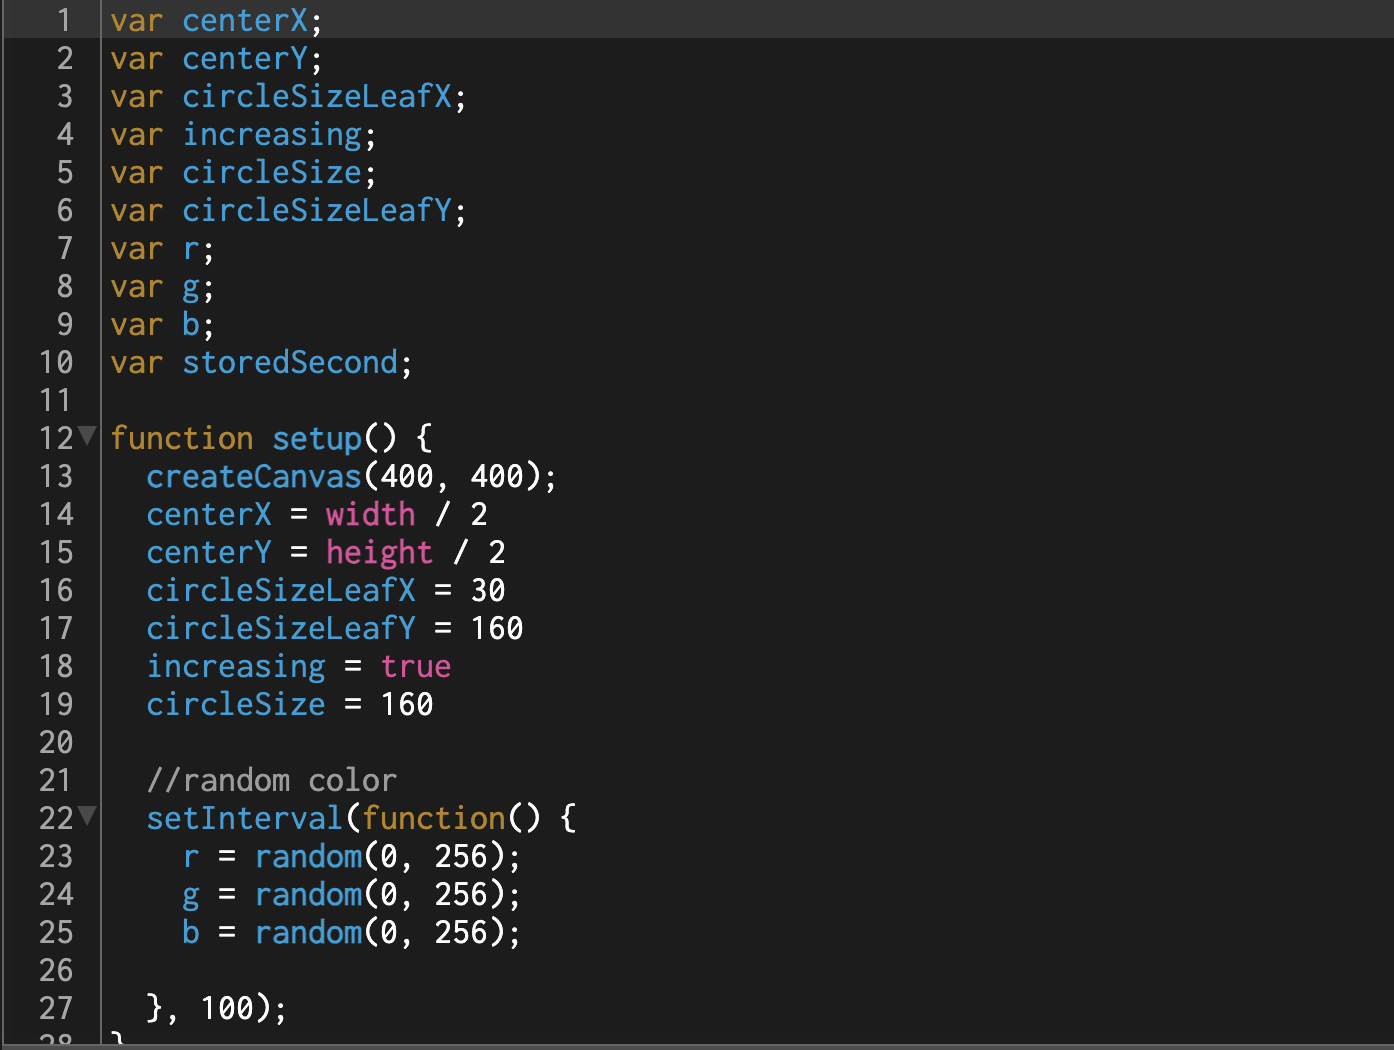 1 var centerX;
2 var centerY;
3 var circleSizeLeafX;
4 var increasing;
5 var circleSize;
6 var circleSizeLeafY;
7 var r;
8 var g;
9 var b;
10 var storedSecond;
11
12 function setup() {
13   createCanvas(400, 400);
14   centerX = width / 2
15   centerY = height / 2
16   circleSizeLeafX = 30
17   circleSizeLeafY = 160
18   increasing = true
19   circleSize = 160
20
21   //random color
22   setInterval(function() {
23     r = random(0, 256);
24     g = random(0, 256);
25     b = random(0, 256);
26
27   }, 100);
28 }